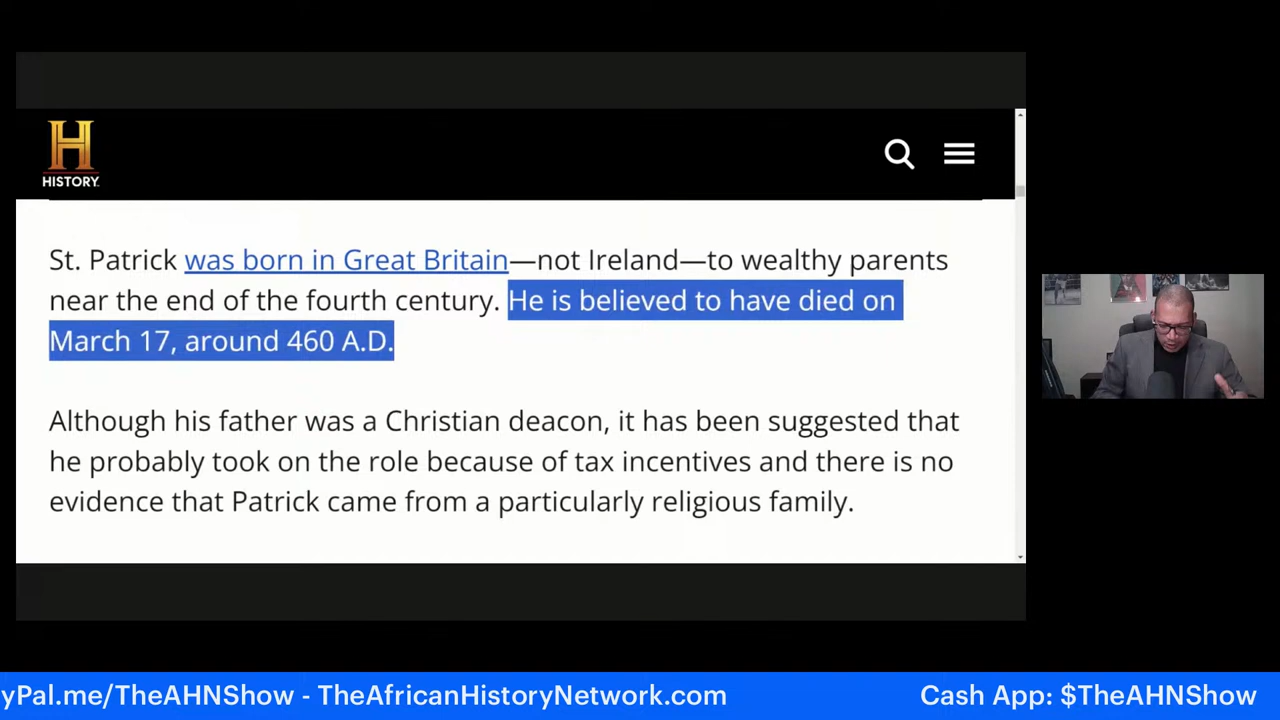 H
HISTORY.
St. Patrick was born in Great Britain—not Ireland—to wealthy parents
near the end of the fourth century. He is believed to have died on
March 17, around 460 A.D.
Although his father was a Christian deacon, it has been suggested that
he probably took on the role because of tax incentives and there is no
evidence that Patrick came from a particularly religious family.
yPal.me/TheAHNShow - TheAfricanHistoryNetwork.com
Cash App: $TheAHNShow